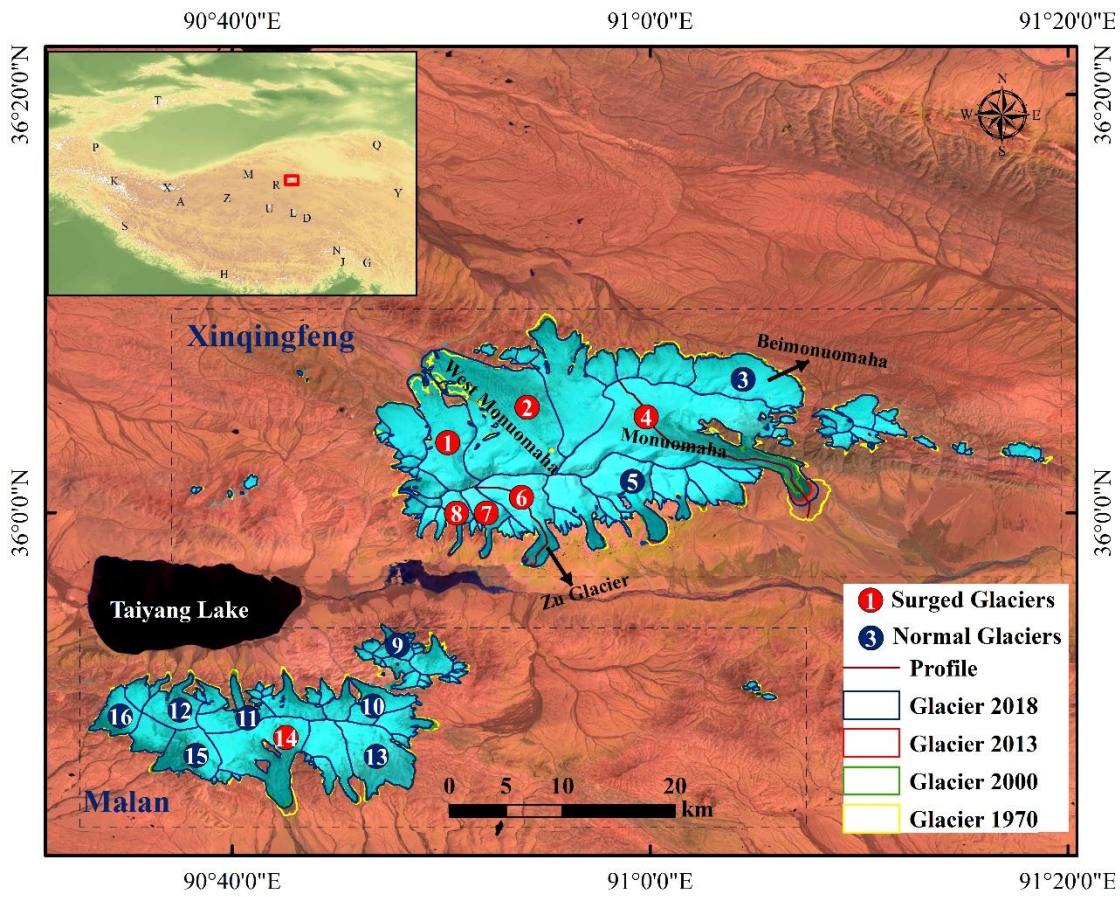 90°40'0"E
91°0'0"E
91°20'0"E
36°20'0"N
36°20'0"N
N
W
E
S
T
P
Q
K
X
M
R
A
Z
U
L
D
Y
S
N
J
G
H
Xinqingfeng
Beimonuomaha
West Monuomaha
3
2
4
1
Monuomaha
5
6
8
7
36°0'0"N
36°0'0"N
Zu Glacier
Taiyang Lake
9
16
12
11
10
14
15
13
Malan
0
5
10
20
km
1 Surged Glaciers
3 Normal Glaciers
Profile
Glacier 2018
Glacier 2013
Glacier 2000
Glacier 1970
90°40'0"E
91°0'0"E
91°20'0"E